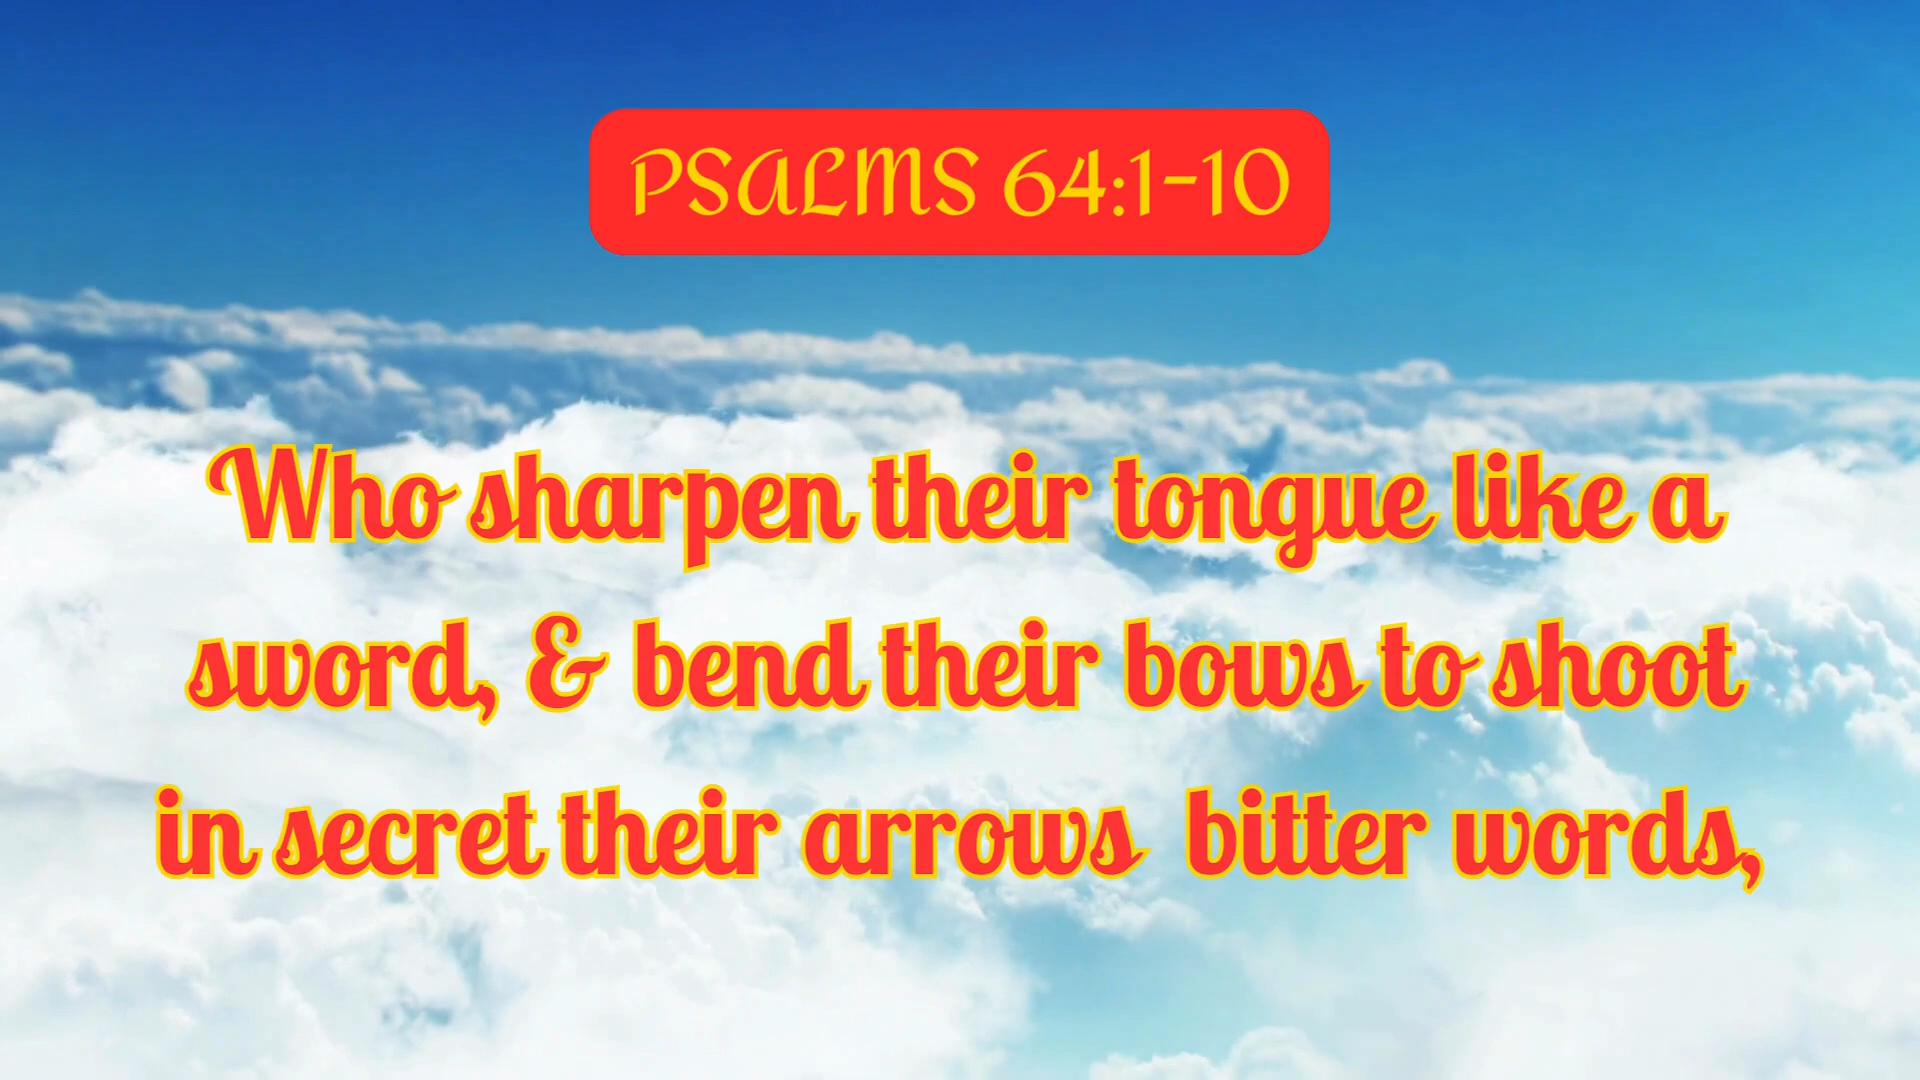 PSALMS 64:1-10
Who sharpen their tongue like a
sword, & bend their bows to shoot
in secret their arrows  bitter words,